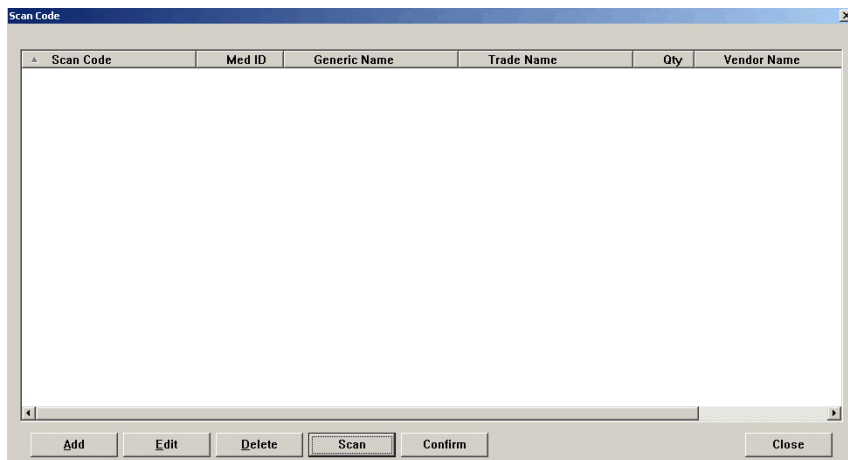 Scan Code
Scan Code Med ID Generic Name Trade Name Qty Vendor Name
Add Edit Delete Scan Confirm Close